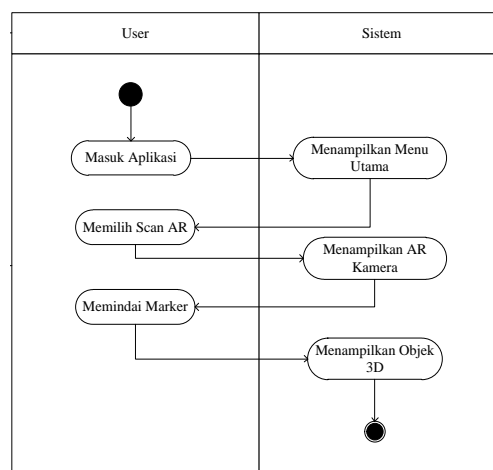 User
Sistem
Masuk Aplikasi
Menampilkan Menu
Utama
Memilih Scan AR
Menampilkan AR
Kamera
Memindai Marker
Menampilkan Objek
3D